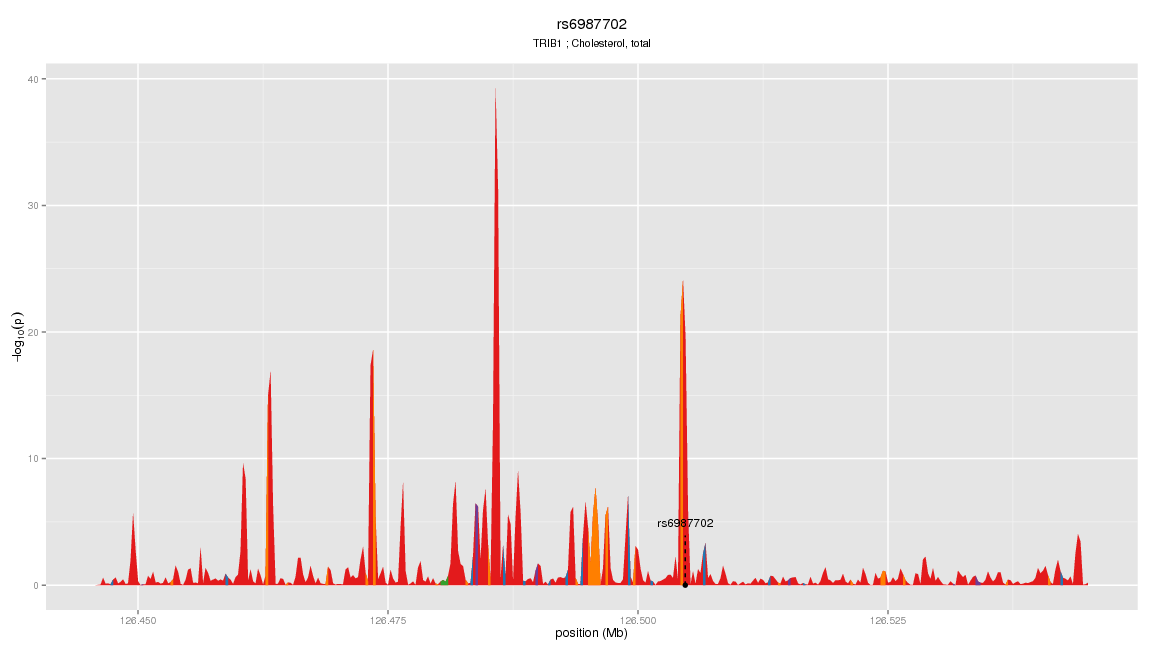 rs6987702
TRIB1 ; Cholesterol, total
40
30
20
10
0
−log10(p)
rs6987702
126.450 126.475 126.500 126.525
position (Mb)